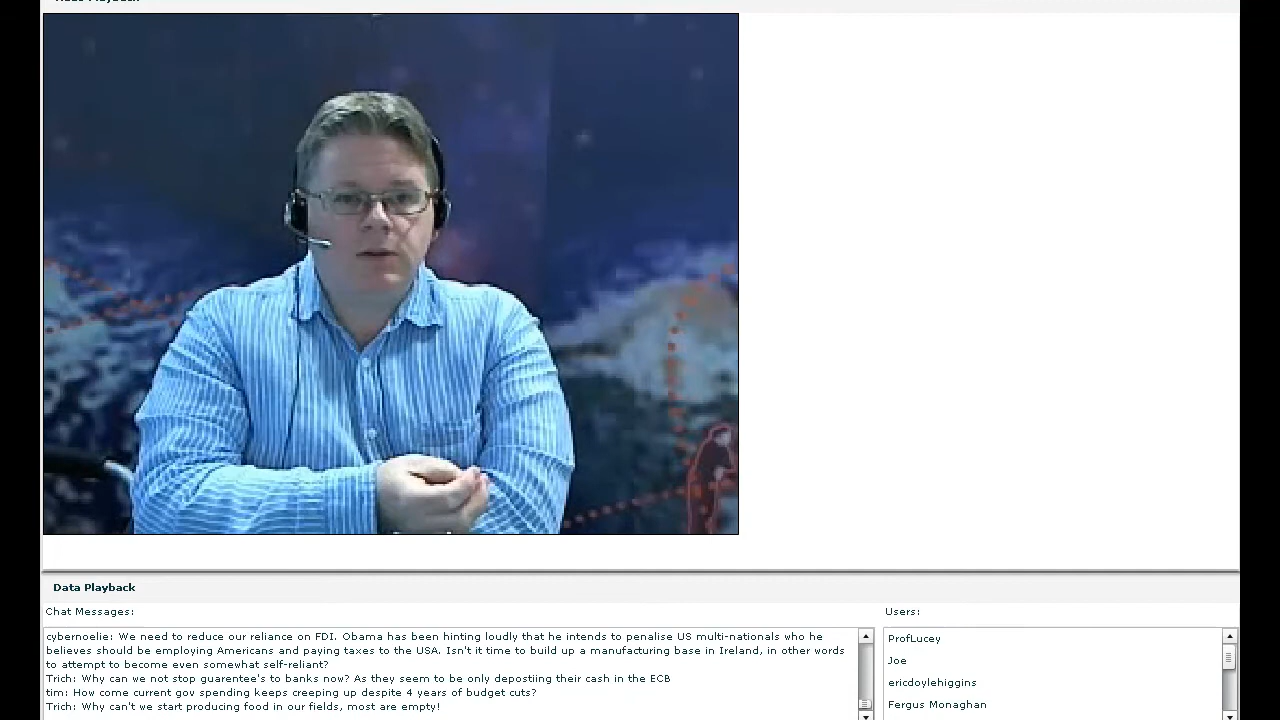 Data Playback
Chat Messages:
Users:
cybernoelie: We need to reduce our reliance on FDI. Obama has been hinting loudly that he intends to penalise US multi-nationals who he
believes should be employing Americans and paying taxes to the USA. Isn't it time to build up a manufacturing base in Ireland, in other words
to attempt to become even somewhat self-reliant?
Trich: Why can we not stop guarentee's to banks now? As they seem to be only depositing their cash in the ECB
tim: How come current gov spending keeps creeping up despite 4 years of budget cuts?
Trich: Why can't we start producing food in our fields, most are empty!
ProfLucey
Joe
ericdoylehiggins
Fergus Monaghan